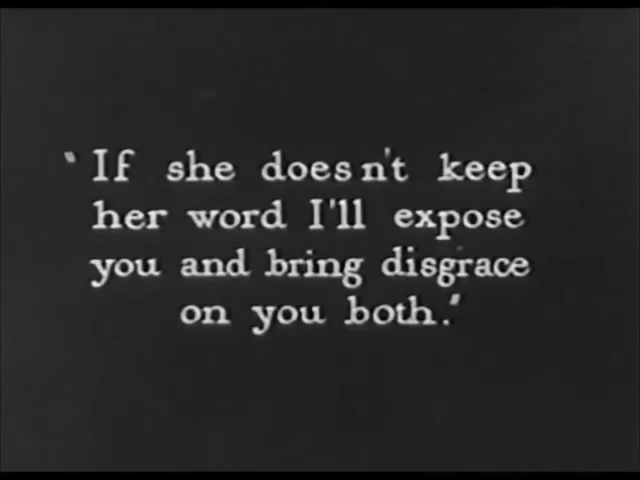 "If she doesn't keep
her word I'll expose
you and bring disgrace
on you both."